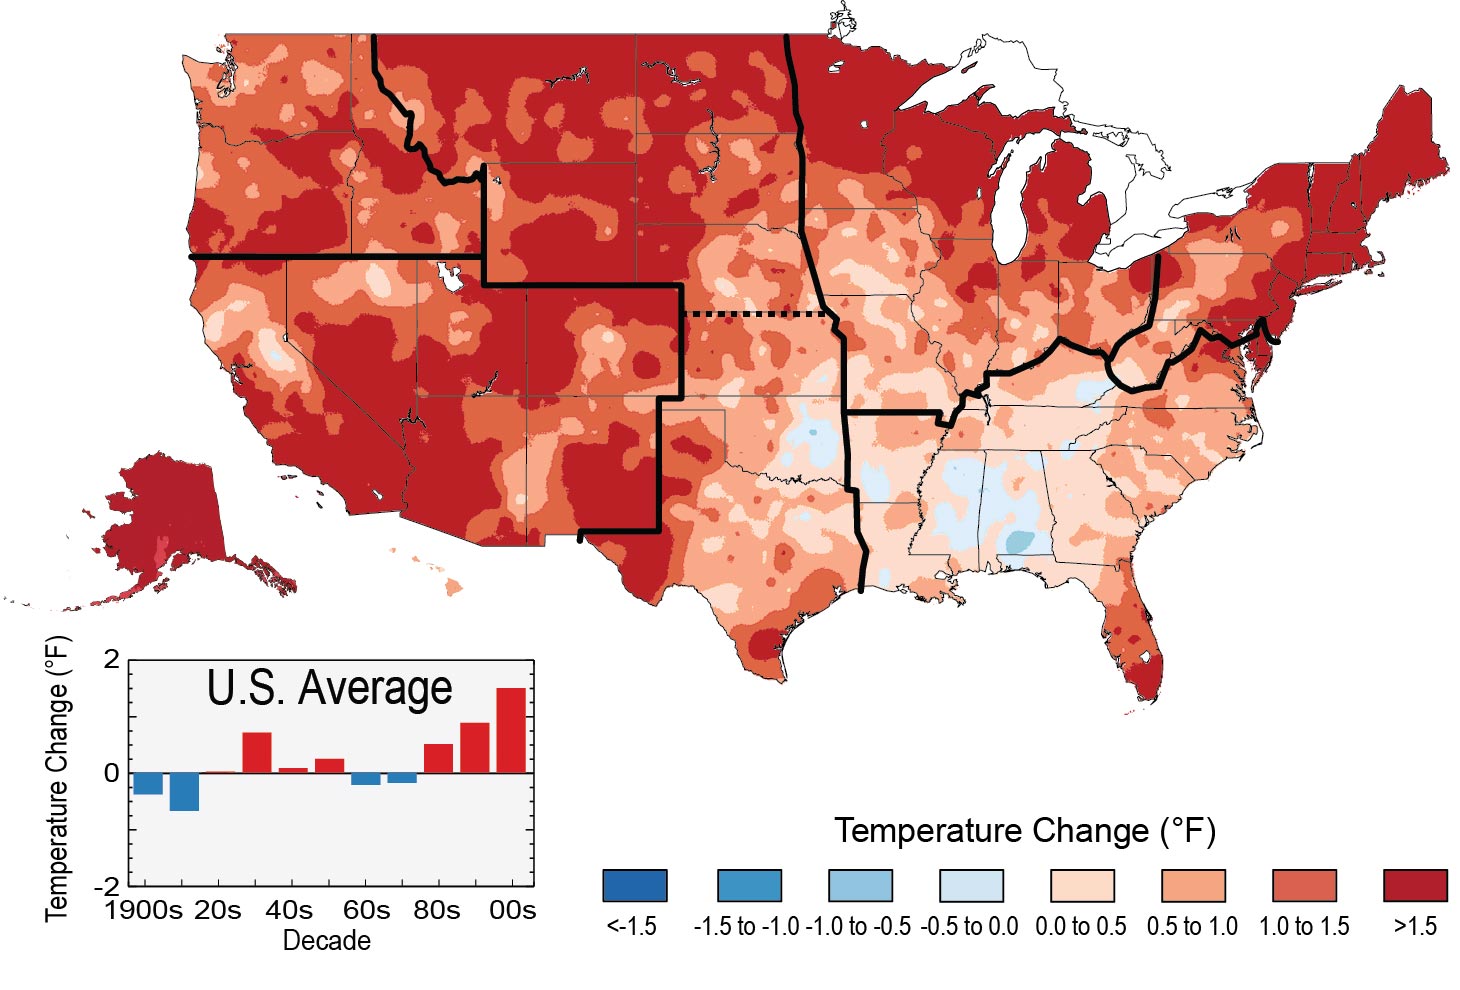 U.S. Average
Temperature Change (°F)
2
0
-2
1900s 20s 40s 60s 80s 00s
Decade
Temperature Change (°F)
<-1.5 -1.5 to -1.0 -1.0 to -0.5 -0.5 to 0.0 0.0 to 0.5 0.5 to 1.0 1.0 to 1.5 >1.5